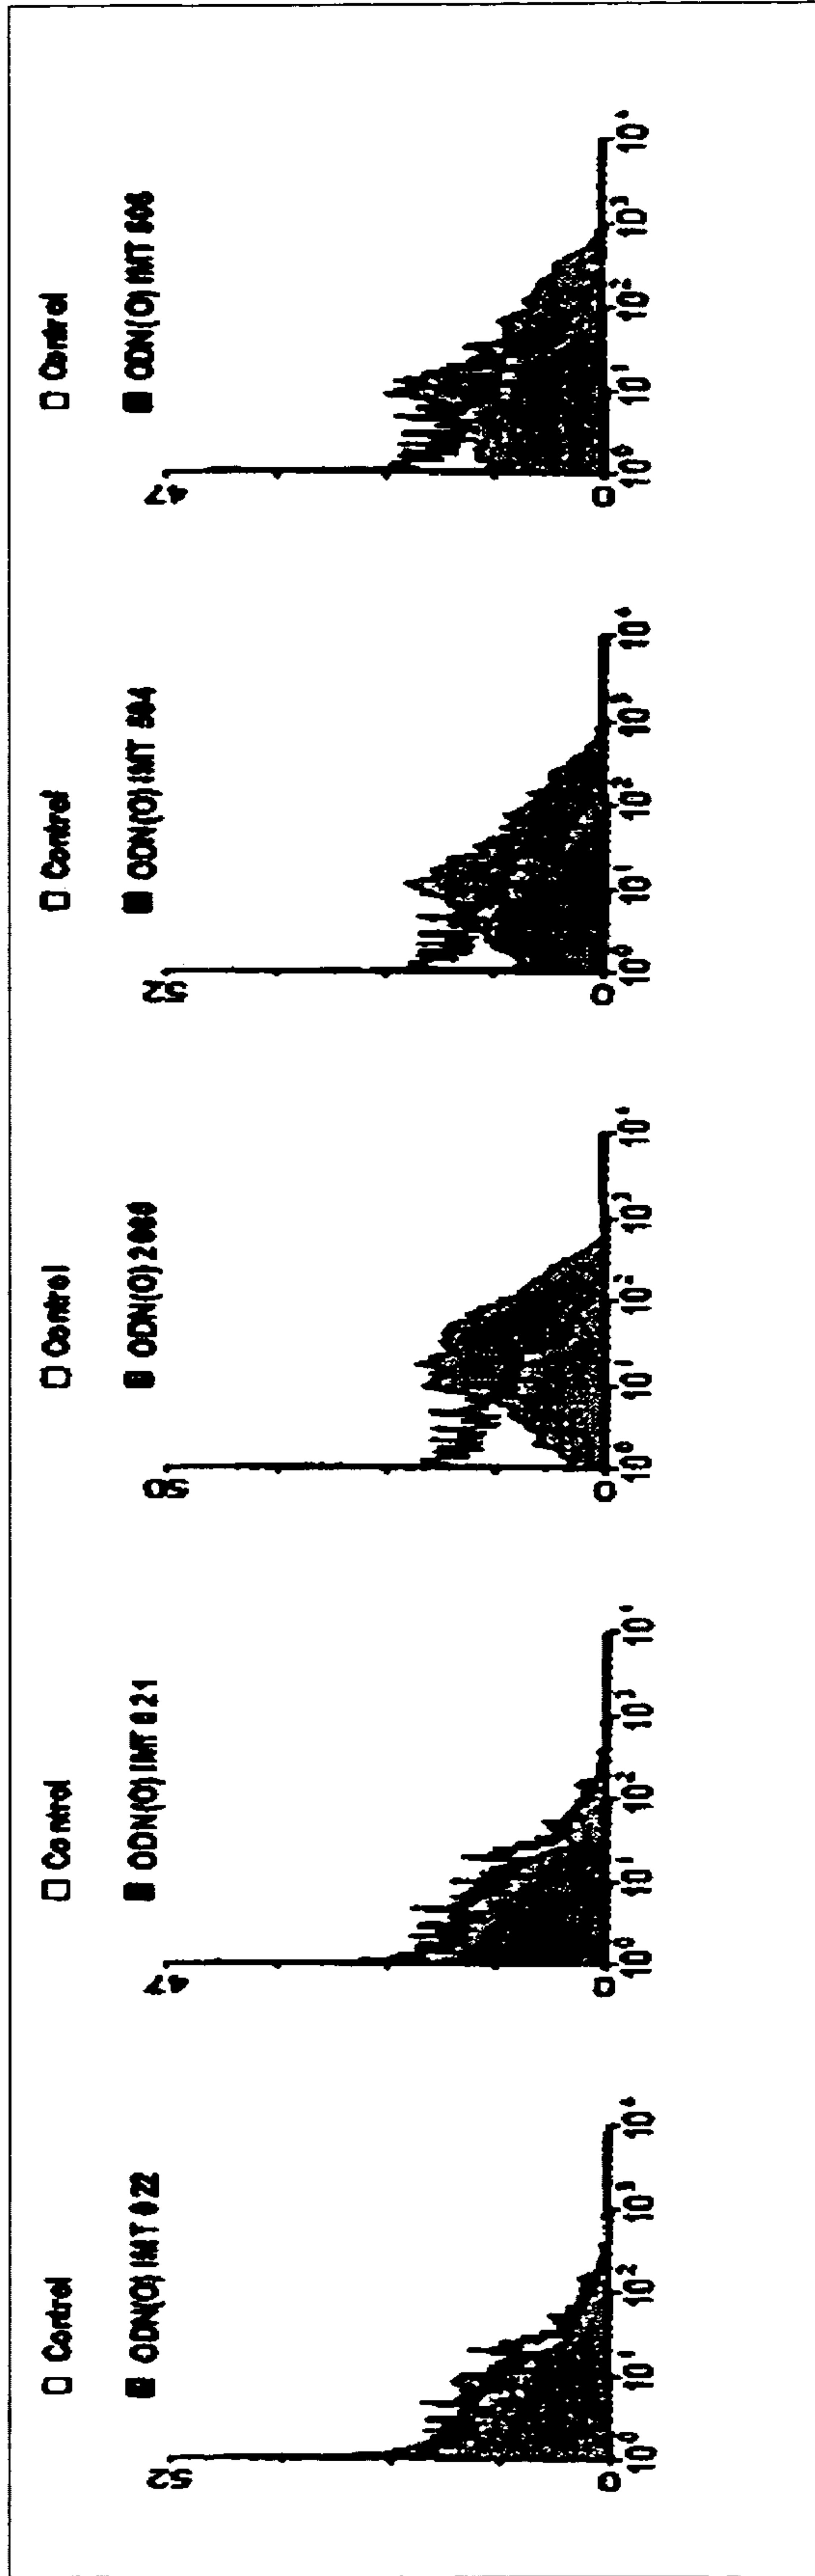 Control
ODN(O) IMT 022
52
0
10⁰ 10¹ 10² 10³ 10⁴
Control
ODN(O) IMT 021
47
0
10⁰ 10¹ 10² 10³ 10⁴
Control
ODN(O) 2006
50
0
10⁰ 10¹ 10² 10³ 10⁴
Control
ODN(O) IMT 504
0
10⁰ 10¹ 10² 10³ 10⁴
Control
ODN(O) IMT
47
0
10⁰ 10¹ 10² 10³ 10⁴